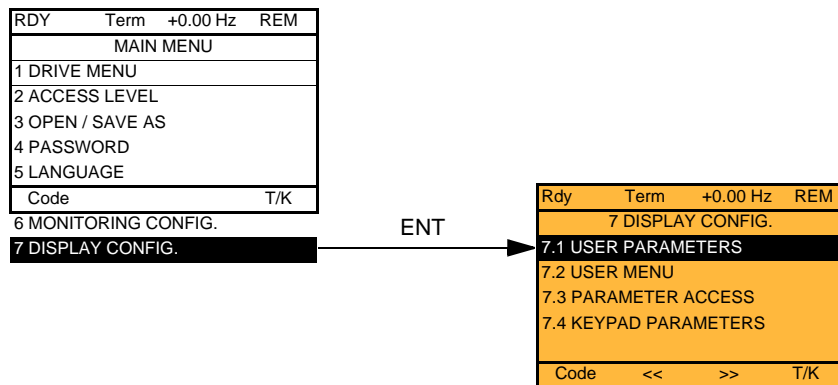 RDY Term +0.00 Hz REM
MAIN MENU
1 DRIVE MENU
2 ACCESS LEVEL
3 OPEN / SAVE AS
4 PASSWORD
5 LANGUAGE
Code T/K
6 MONITORING CONFIG.
7 DISPLAY CONFIG.
ENT
Rdy Term +0.00 Hz REM
7 DISPLAY CONFIG.
7.1 USER PARAMETERS
7.2 USER MENU
7.3 PARAMETER ACCESS
7.4 KEYPAD PARAMETERS
Code << >> T/K